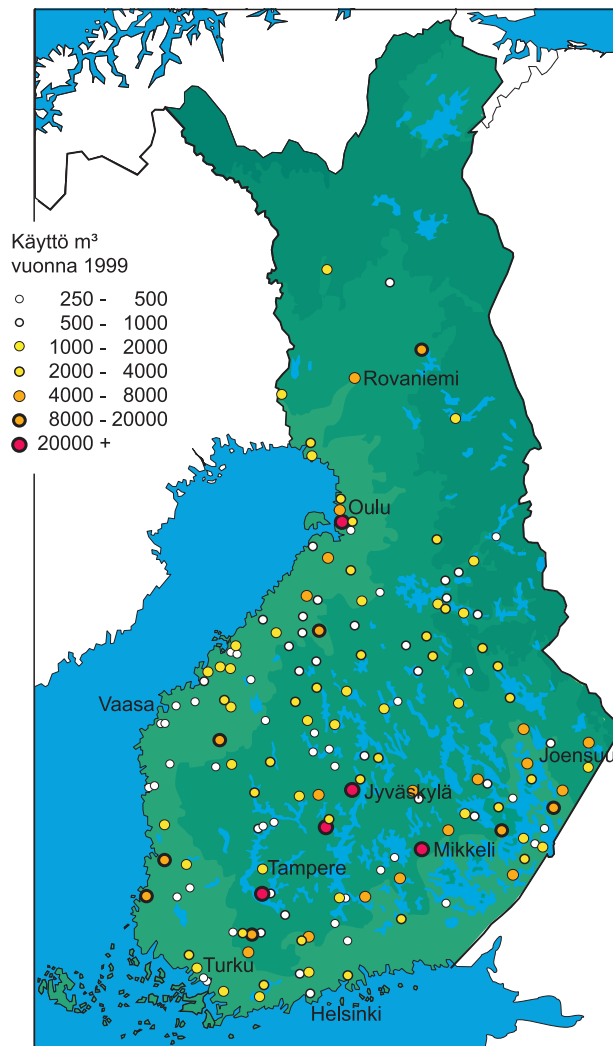 Käyttö m³
vuonna 1999
250 - 500
500 - 1000
1000 - 2000
2000 - 4000
4000 - 8000
8000 - 20000
20000 +
Rovaniemi
Oulu
Vaasa
Joensuu
Jyväskylä
Mikkeli
Tampere
Turku
Helsinki